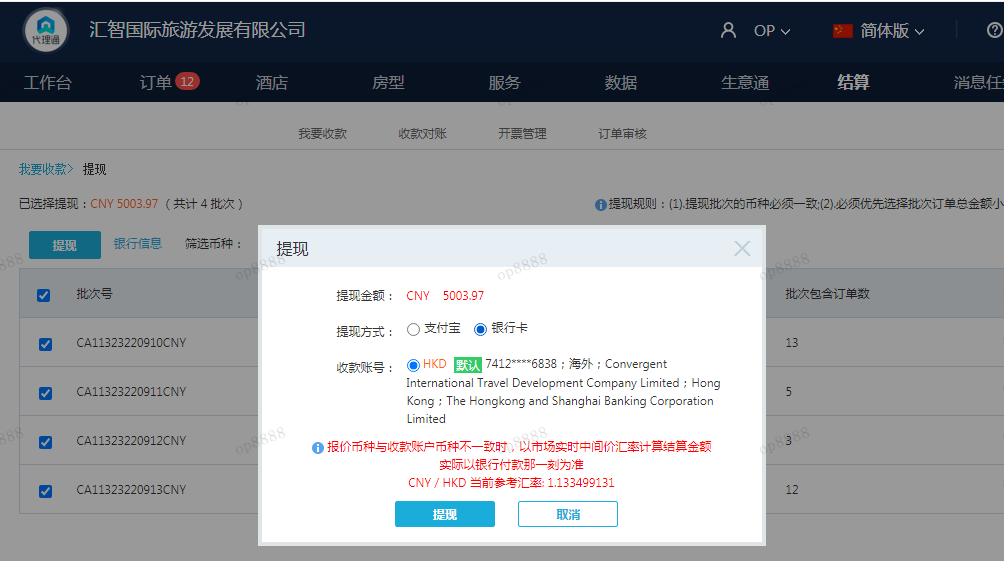 代理通
汇智国际旅游发展有限公司
OP
简体版
工作台
订单 12
酒店
房型
服务
数据
生意通
结算
消息任
我要收款
收款对账
开票管理
订单审核
我要收款> 提现
已选择提现：CNY 5003.97 （ 共计 4 批次 ）
提现规则：(1).提现批次的币种必须一致;(2).必须优先选择批次订单总金额小
提现
银行信息
筛选币种：
批次号
批次包含订单数
CA11323220910CNY
13
CA11323220911CNY
5
CA11323220912CNY
3
CA11323220913CNY
12
提现
提现金额： CNY 5003.97
提现方式： 支付宝 银行卡
收款账号： HKD 默认 7412****6838；海外；Convergent
International Travel Development Company Limited；Hong
Kong；The Hongkong and Shanghai Banking Corporation
Limited
报价币种与收款账户币种不一致时，以市场实时中间价汇率计算结算金额
实际以银行付款那一刻为准
CNY / HKD 当前参考汇率: 1.133499131
提现
取消
op8888
op8888
op8888
op8888
op8888